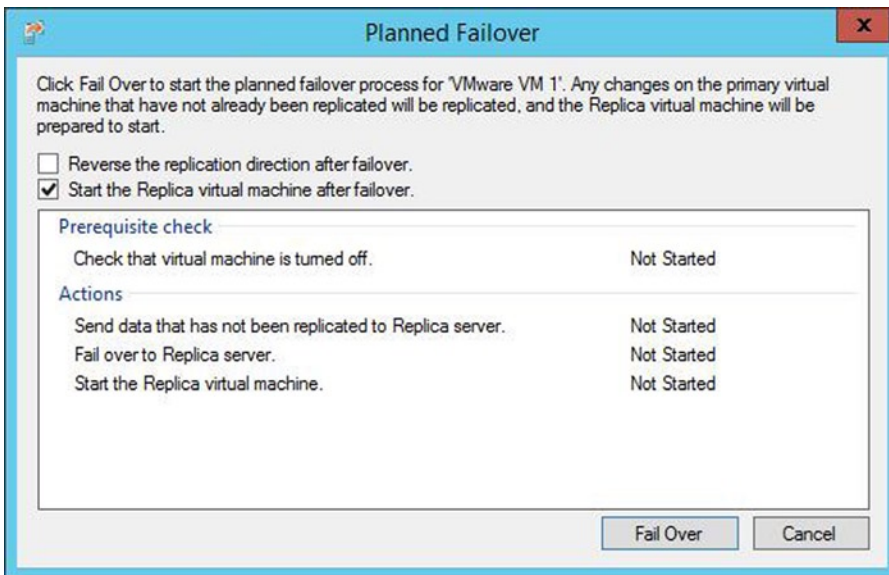 Planned Failover
x
Click Fail Over to start the planned failover process for 'VMware VM 1'. Any changes on the primary virtual
machine that have not already been replicated will be replicated, and the Replica virtual machine will be
prepared to start.
Reverse the replication direction after failover.
Start the Replica virtual machine after failover.
Prerequisite check
Check that virtual machine is turned off. Not Started
Actions
Send data that has not been replicated to Replica server. Not Started
Fail over to Replica server. Not Started
Start the Replica virtual machine. Not Started
Fail Over Cancel